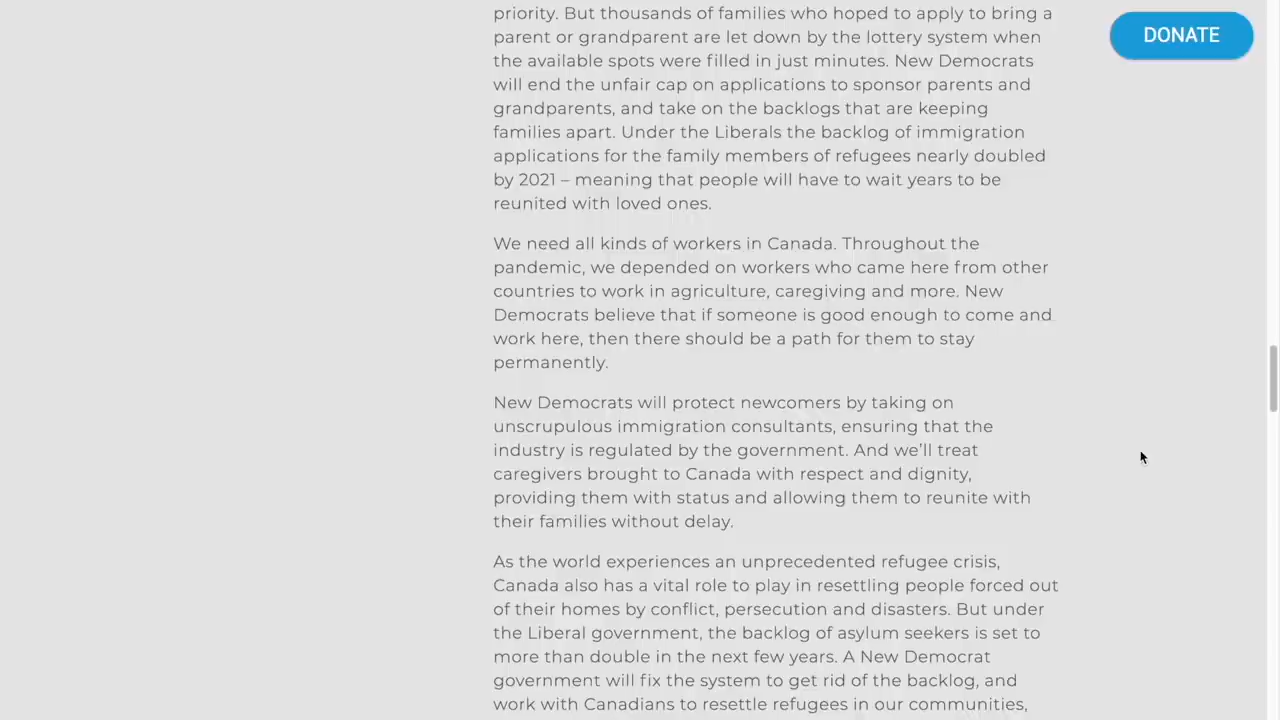 priority. But thousands of families who hoped to apply to bring a
parent or grandparent are let down by the lottery system when
the available spots were filled in just minutes. New Democrats
will end the unfair cap on applications to sponsor parents and
grandparents, and take on the backlogs that are keeping
families apart. Under the Liberals the backlog of immigration
applications for the family members of refugees nearly doubled
by 2021 – meaning that people will have to wait years to be
reunited with loved ones.
We need all kinds of workers in Canada. Throughout the
pandemic, we depended on workers who came here from other
countries to work in agriculture, caregiving and more. New
Democrats believe that if someone is good enough to come and
work here, then there should be a path for them to stay
permanently.
New Democrats will protect newcomers by taking on
unscrupulous immigration consultants, ensuring that the
industry is regulated by the government. And we’ll treat
caregivers brought to Canada with respect and dignity,
providing them with status and allowing them to reunite with
their families without delay.
As the world experiences an unprecedented refugee crisis,
Canada also has a vital role to play in resettling people forced out
of their homes by conflict, persecution and disasters. But under
the Liberal government, the backlog of asylum seekers is set to
more than double in the next few years. A New Democrat
government will fix the system to get rid of the backlog, and
work with Canadians to resettle refugees in our communities,
DONATE